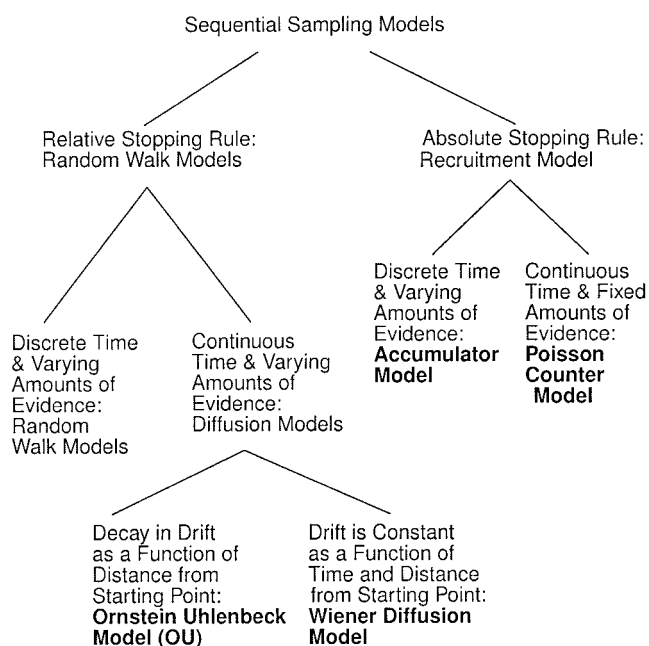 Sequential Sampling Models
Relative Stopping Rule:
Random Walk Models
Absolute Stopping Rule:
Recruitment Model
Discrete Time
& Varying
Amounts of
Evidence:
Accumulator
Model
Continuous
Time & Fixed
Amounts of
Evidence:
Poisson
Counter
Model
Discrete Time
& Varying
Amounts of
Evidence:
Random
Walk Models
Continuous
Time & Varying
Amounts of
Evidence:
Diffusion Models
Decay in Drift
as a Function of
Distance from
Starting Point:
Ornstein Uhlenbeck
Model (OU)
Drift is Constant
as a Function of
Time and Distance
from Starting Point:
Wiener Diffusion
Model